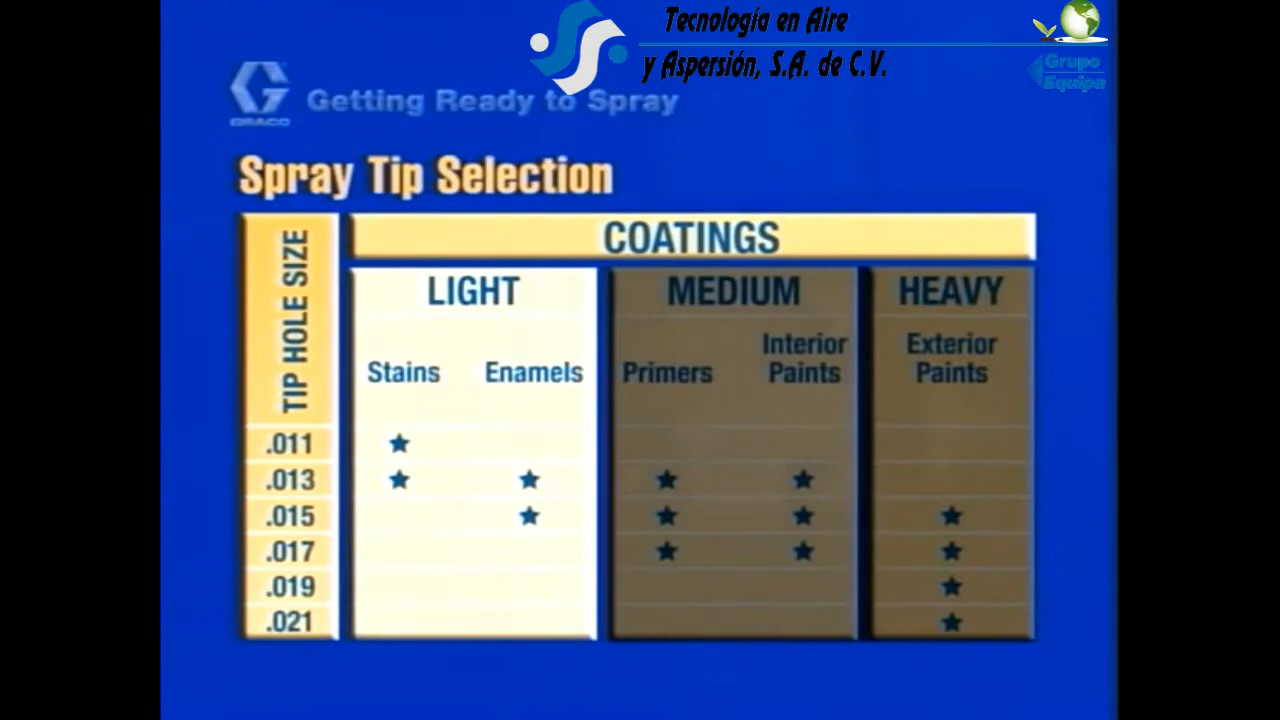 Tecnología en Aire
y Aspersión, S.A. de C.V.
Grupo
Equipa
GRACO
Getting Ready to Spray
Spray Tip Selection
TIP HOLE SIZE
COATINGS
LIGHT
MEDIUM
HEAVY
Stains
Enamels
Primers
Interior
Paints
Exterior
Paints
.011 ★
.013 ★ ★ ★ ★
.015 ★ ★ ★ ★
.017 ★ ★ ★
.019 ★
.021 ★